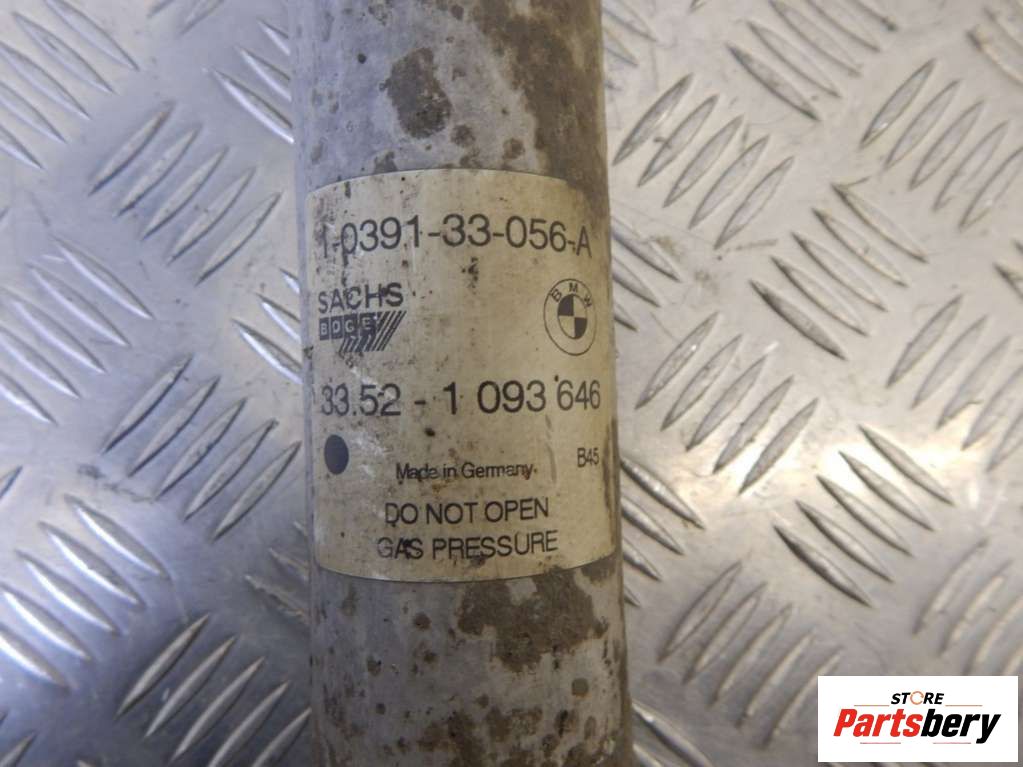 1-0391-33-056-A
SACHS
BOGE
BMW
33.52 - 1 093 646
B45
Made in Germany
DO NOT OPEN
GAS PRESSURE
STORE
Partsbery